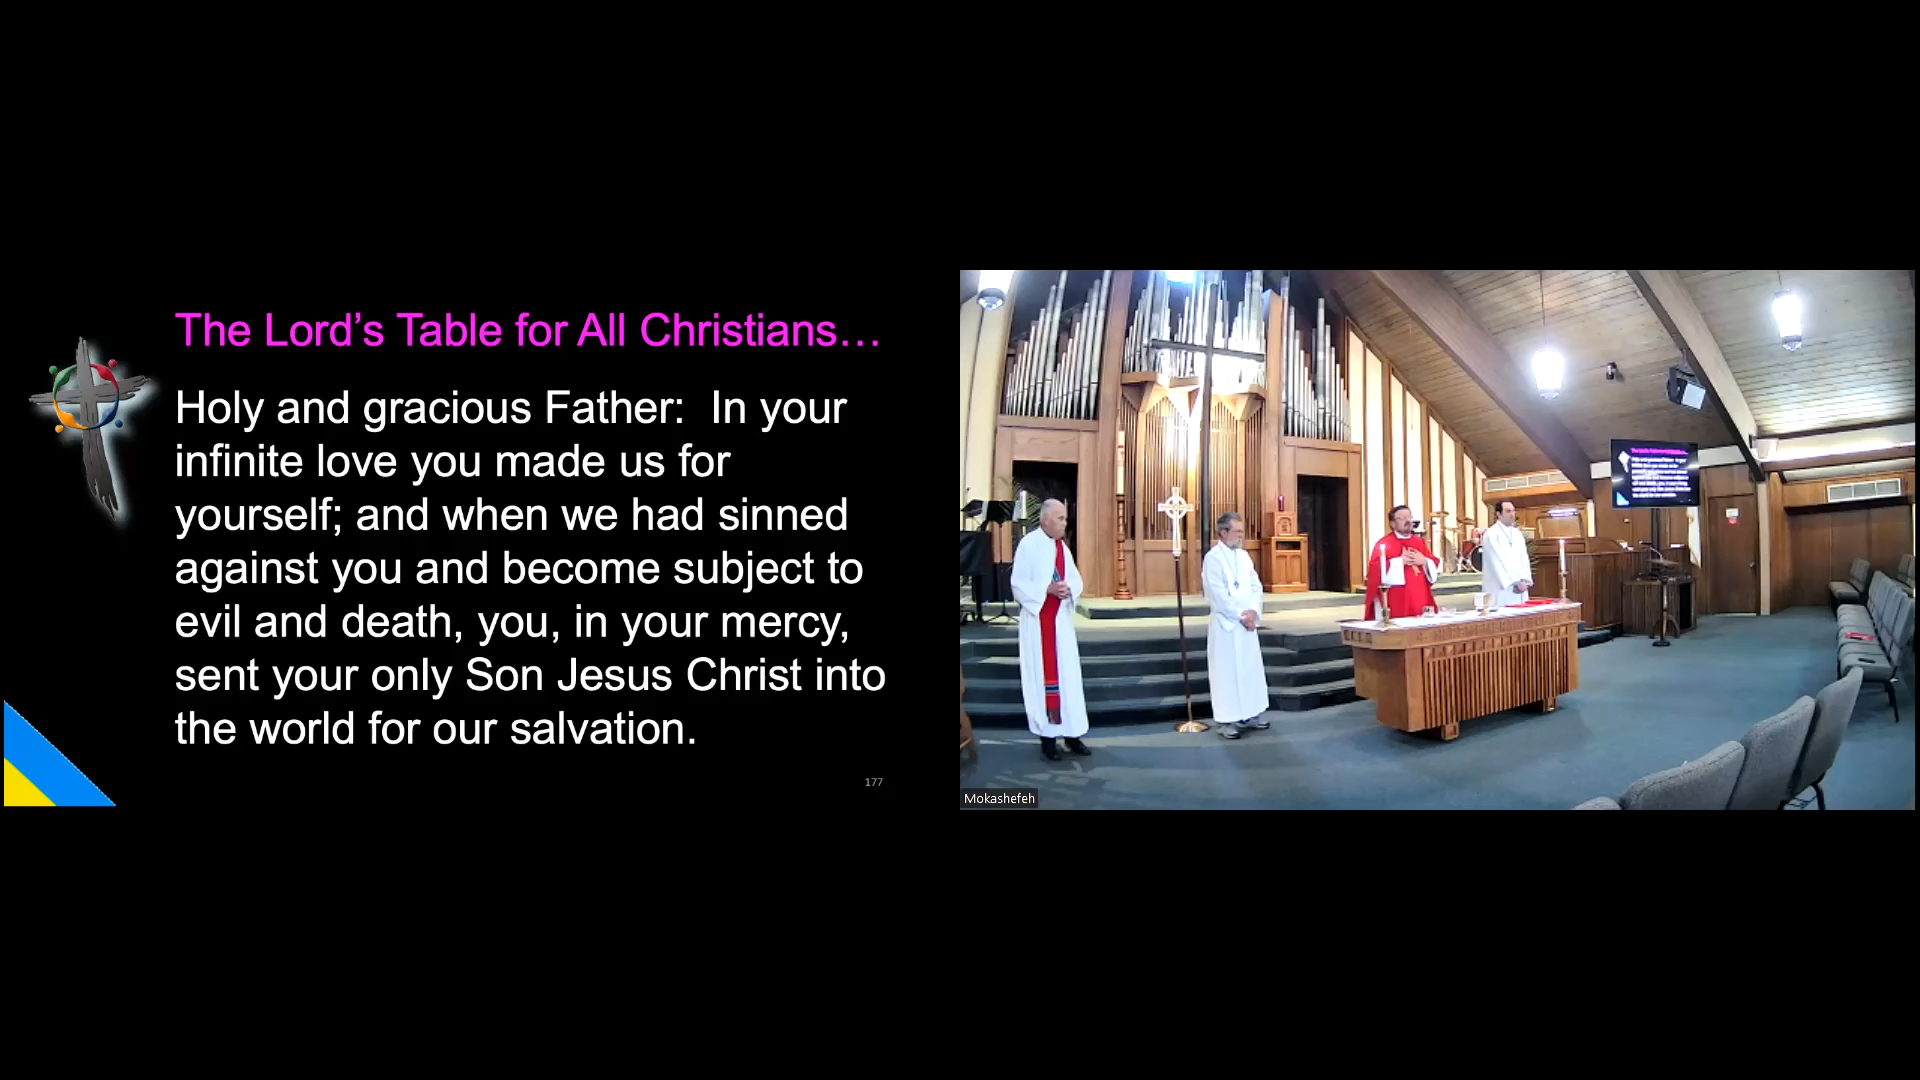 The Lord’s Table for All Christians…
Holy and gracious Father:  In your
infinite love you made us for
yourself; and when we had sinned
against you and become subject to
evil and death, you, in your mercy,
sent your only Son Jesus Christ into
the world for our salvation.
177
Mokashefeh